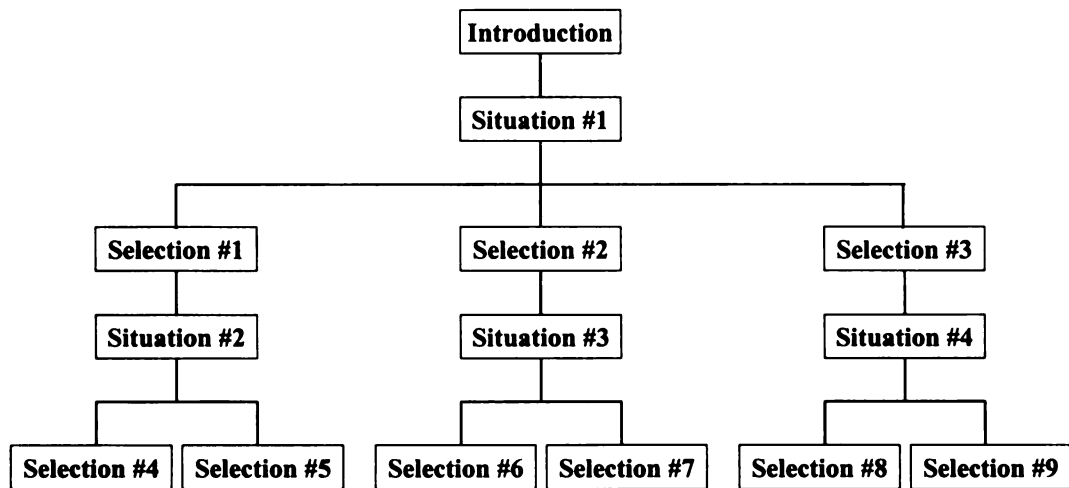 Introduction
Situation #1
Selection #1
Selection #2
Selection #3
Situation #2
Situation #3
Situation #4
Selection #4
Selection #5
Selection #6
Selection #7
Selection #8
Selection #9